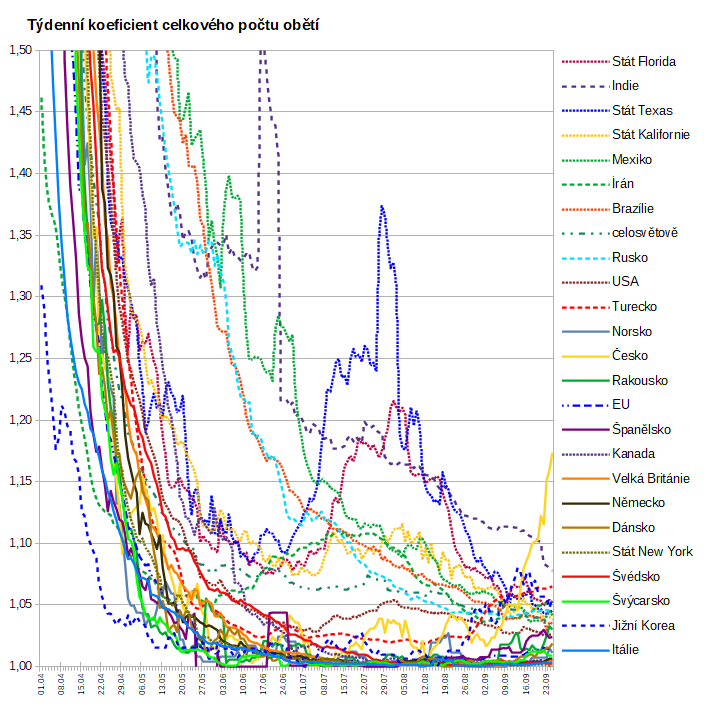 Týdenní koeficient celkového počtu obětí
1,50
1,45
1,40
1,35
1,30
1,25
1,20
1,15
1,10
1,05
1,00
01.04
08.04
15.04
22.04
29.04
06.05
13.05
20.05
27.05
03.06
10.06
17.06
24.06
01.07
08.07
15.07
22.07
29.07
05.08
12.08
19.08
26.08
02.09
09.09
16.09
23.09
Stát Florida
Indie
Stát Texas
Stát Kalifornie
Mexiko
Írán
Brazílie
celosvětově
Rusko
USA
Turecko
Norsko
Česko
Rakousko
EU
Španělsko
Kanada
Velká Británie
Německo
Dánsko
Stát New York
Švédsko
Švýcarsko
Jižní Korea
Itálie